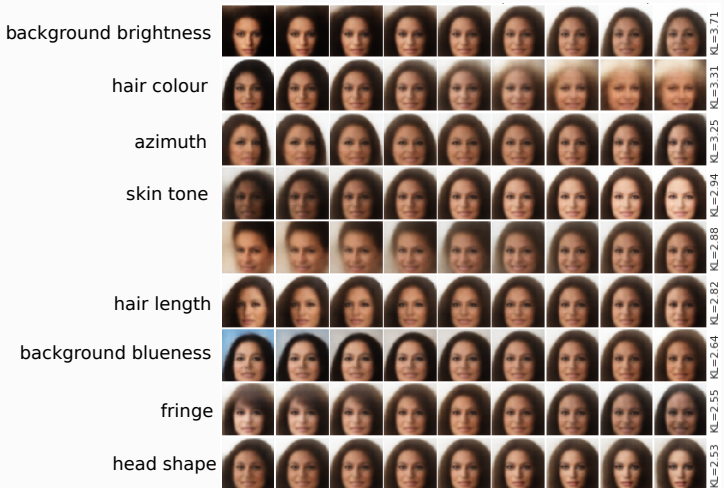 background brightness KL=3.71
hair colour KL=3.31
azimuth KL=3.25
skin tone KL=2.94
KL=2.88
hair length KL=2.82
background blueness KL=2.64
fringe KL=2.55
head shape KL=2.53